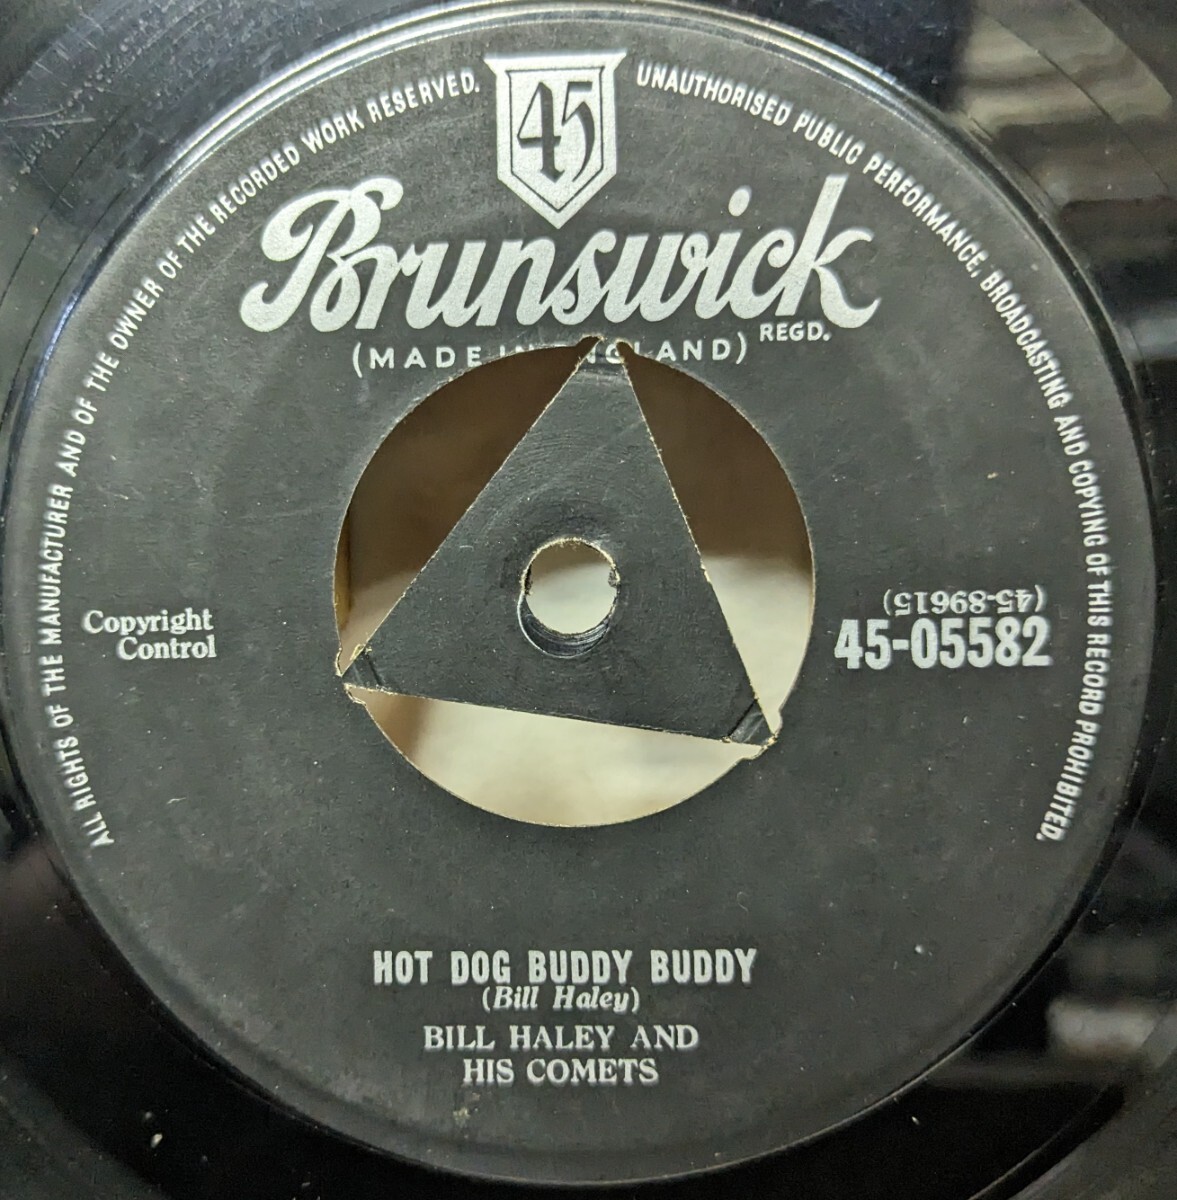 ALL RIGHTS OF THE MANUFACTURER AND OF THE OWNER OF THE RECORDED WORK RESERVED.
UNAUTHORISED PUBLIC PERFORMANCE, BROADCASTING AND COPYING OF THIS RECORD PROHIBITED.
45
Brunswick
REGD.
(MADE IN ENGLAND)
Copyright
Control
(45-89615)
45-05582
HOT DOG BUDDY BUDDY
(Bill Haley)
BILL HALEY AND
HIS COMETS